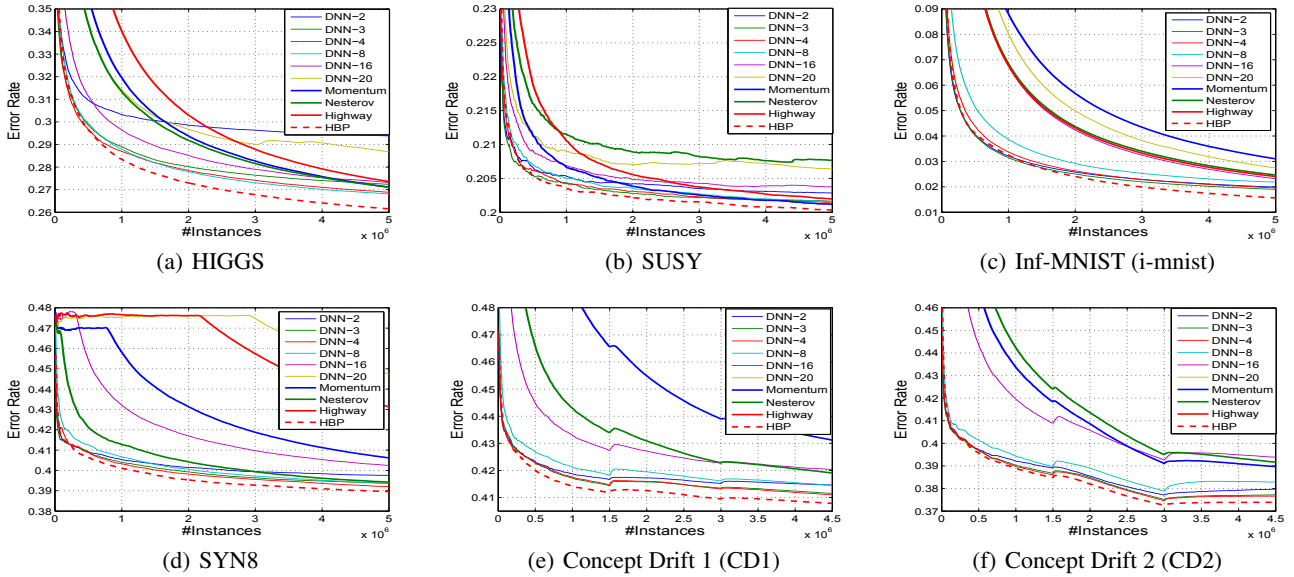 0.35
0.34
0.33
0.32
0.31
0.3
0.29
0.28
0.27
0.26
Error Rate
0 1 2 3 4 5
#Instances
x 10^6
DNN−2
DNN−3
DNN−4
DNN−8
DNN−16
DNN−20
Momentum
Nesterov
Highway
HBP
(a) HIGGS
0.23
0.225
0.22
0.215
0.21
0.205
0.2
Error Rate
0 1 2 3 4 5
#Instances
x 10^6
DNN−2
DNN−3
DNN−4
DNN−8
DNN−16
DNN−20
Momentum
Nesterov
Highway
HBP
(b) SUSY
0.09
0.08
0.07
0.06
0.05
0.04
0.03
0.02
0.01
Error Rate
0 1 2 3 4 5
#Instances
x 10^6
DNN−2
DNN−3
DNN−4
DNN−8
DNN−16
DNN−20
Momentum
Nesterov
Highway
HBP
(c) Inf-MNIST (i-mnist)
0.48
0.47
0.46
0.45
0.44
0.43
0.42
0.41
0.4
0.39
0.38
Error Rate
0 1 2 3 4 5
#Instances
x 10^6
DNN−2
DNN−3
DNN−4
DNN−8
DNN−16
DNN−20
Momentum
Nesterov
Highway
HBP
(d) SYN8
0.48
0.47
0.46
0.45
0.44
0.43
0.42
0.41
Error Rate
0 0.5 1 1.5 2 2.5 3 3.5 4 4.5
#Instances
x 10^6
DNN−2
DNN−3
DNN−4
DNN−8
DNN−16
DNN−20
Momentum
Nesterov
Highway
HBP
(e) Concept Drift 1 (CD1)
0.46
0.45
0.44
0.43
0.42
0.41
0.4
0.39
0.38
0.37
Error Rate
0 0.5 1 1.5 2 2.5 3 3.5 4 4.5
#Instances
x 10^6
DNN−2
DNN−3
DNN−4
DNN−8
DNN−16
DNN−20
Momentum
Nesterov
Highway
HBP
(f) Concept Drift 2 (CD2)